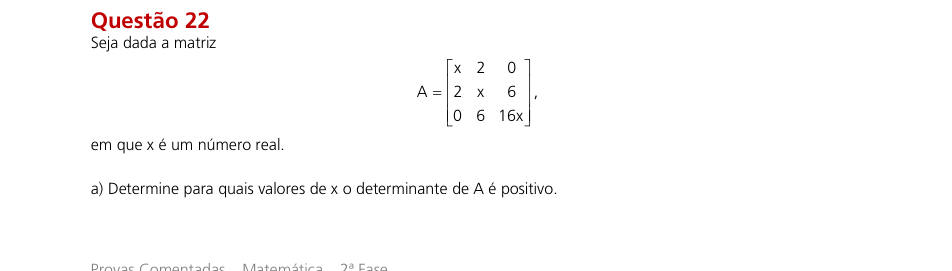 Questão 22
Seja dada a matriz
x 2 0
A = 2 x 6 ,
0 6 16x
em que x é um número real.
a) Determine para quais valores de x o determinante de A é positivo.
Provas Comentadas Matemática 2ª Fase